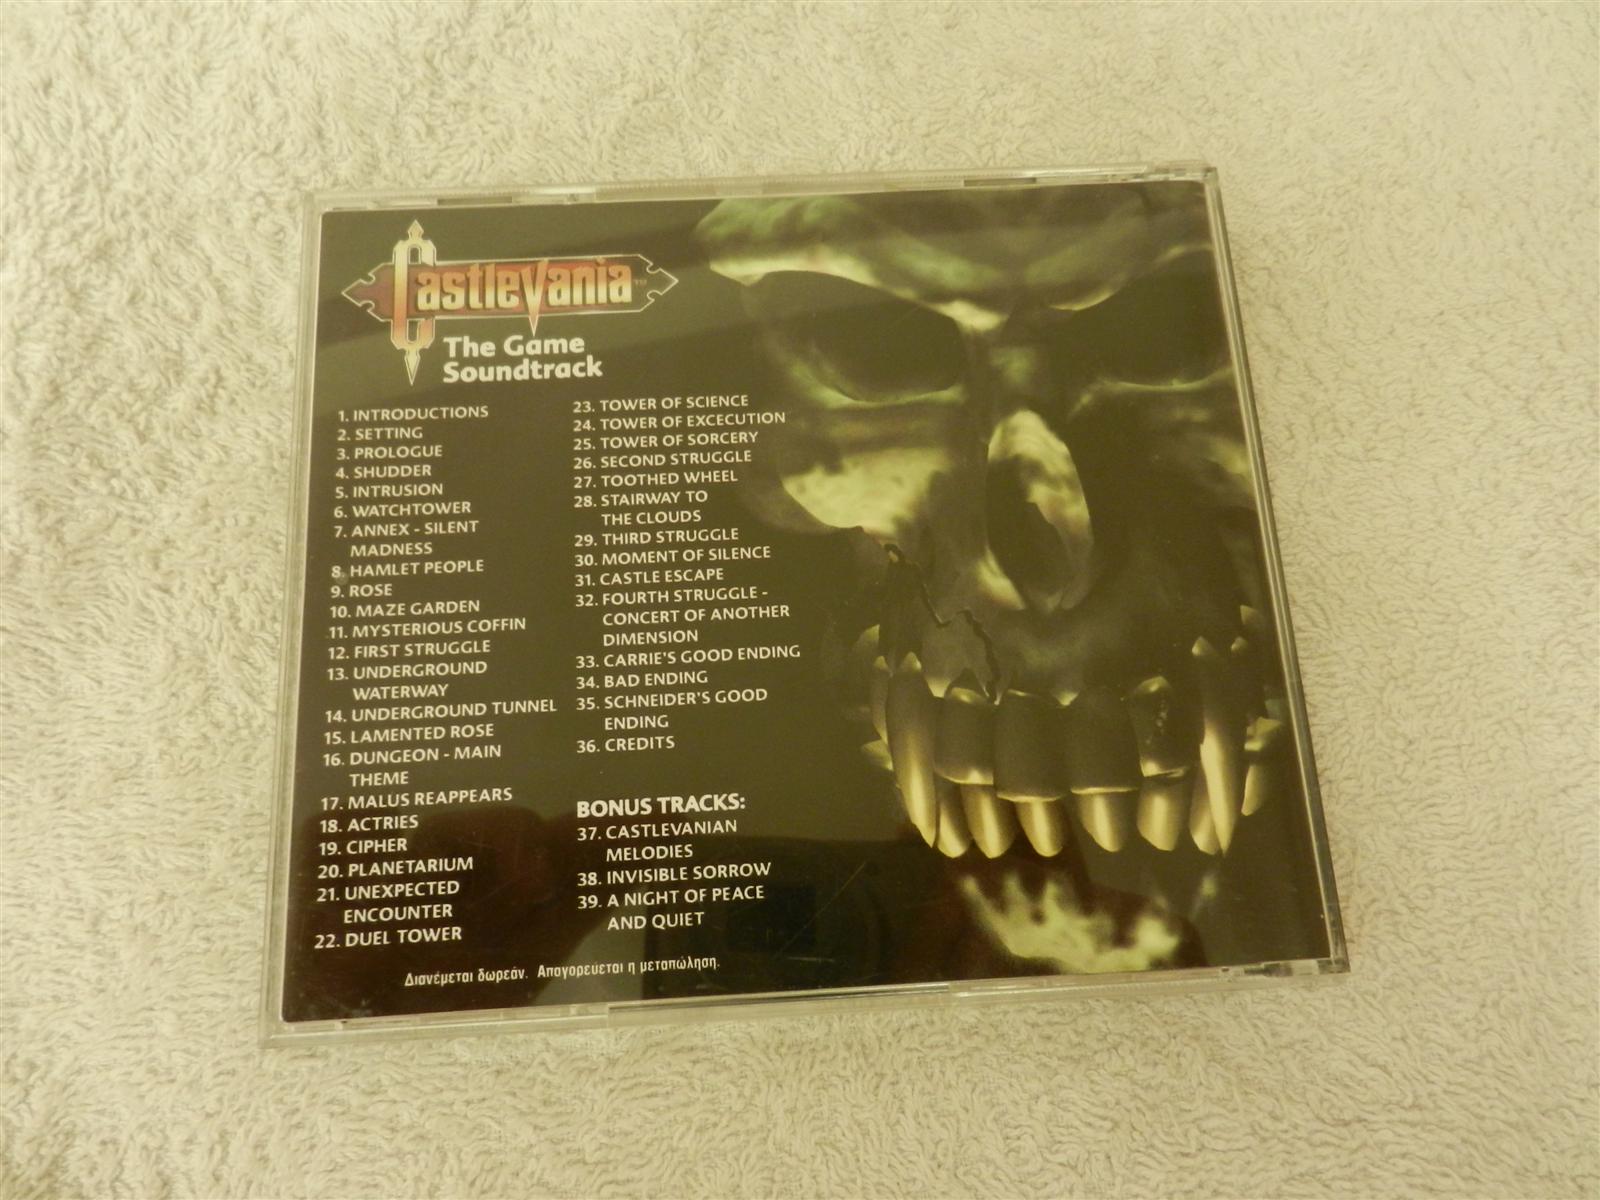 Castlevania™
The Game
Soundtrack
1. INTRODUCTIONS
2. SETTING
3. PROLOGUE
4. SHUDDER
5. INTRUSION
6. WATCHTOWER
7. ANNEX - SILENT
MADNESS
8. HAMLET PEOPLE
9. ROSE
10. MAZE GARDEN
11. MYSTERIOUS COFFIN
12. FIRST STRUGGLE
13. UNDERGROUND
WATERWAY
14. UNDERGROUND TUNNEL
15. LAMENTED ROSE
16. DUNGEON - MAIN
THEME
17. MALUS REAPPEARS
18. ACTRIES
19. CIPHER
20. PLANETARIUM
21. UNEXPECTED
ENCOUNTER
22. DUEL TOWER
23. TOWER OF SCIENCE
24. TOWER OF EXCECUTION
25. TOWER OF SORCERY
26. SECOND STRUGGLE
27. TOOTHED WHEEL
28. STAIRWAY TO
THE CLOUDS
29. THIRD STRUGGLE
30. MOMENT OF SILENCE
31. CASTLE ESCAPE
32. FOURTH STRUGGLE -
CONCERT OF ANOTHER
DIMENSION
33. CARRIE'S GOOD ENDING
34. BAD ENDING
35. SCHNEIDER'S GOOD
ENDING
36. CREDITS
BONUS TRACKS:
37. CASTLEVANIAN
MELODIES
38. INVISIBLE SORROW
39. A NIGHT OF PEACE
AND QUIET
Διανέμεται δωρεάν. Απαγορεύεται η μεταπώληση.